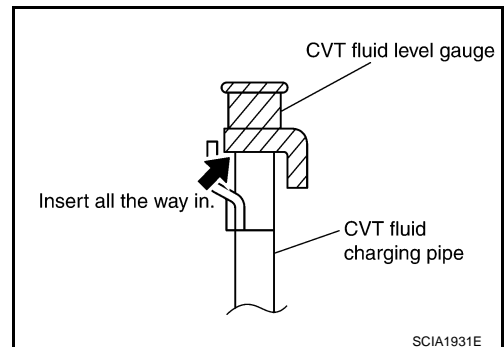 CVT fluid level gauge
Insert all the way in.
CVT fluid
charging pipe
SCIA1931E